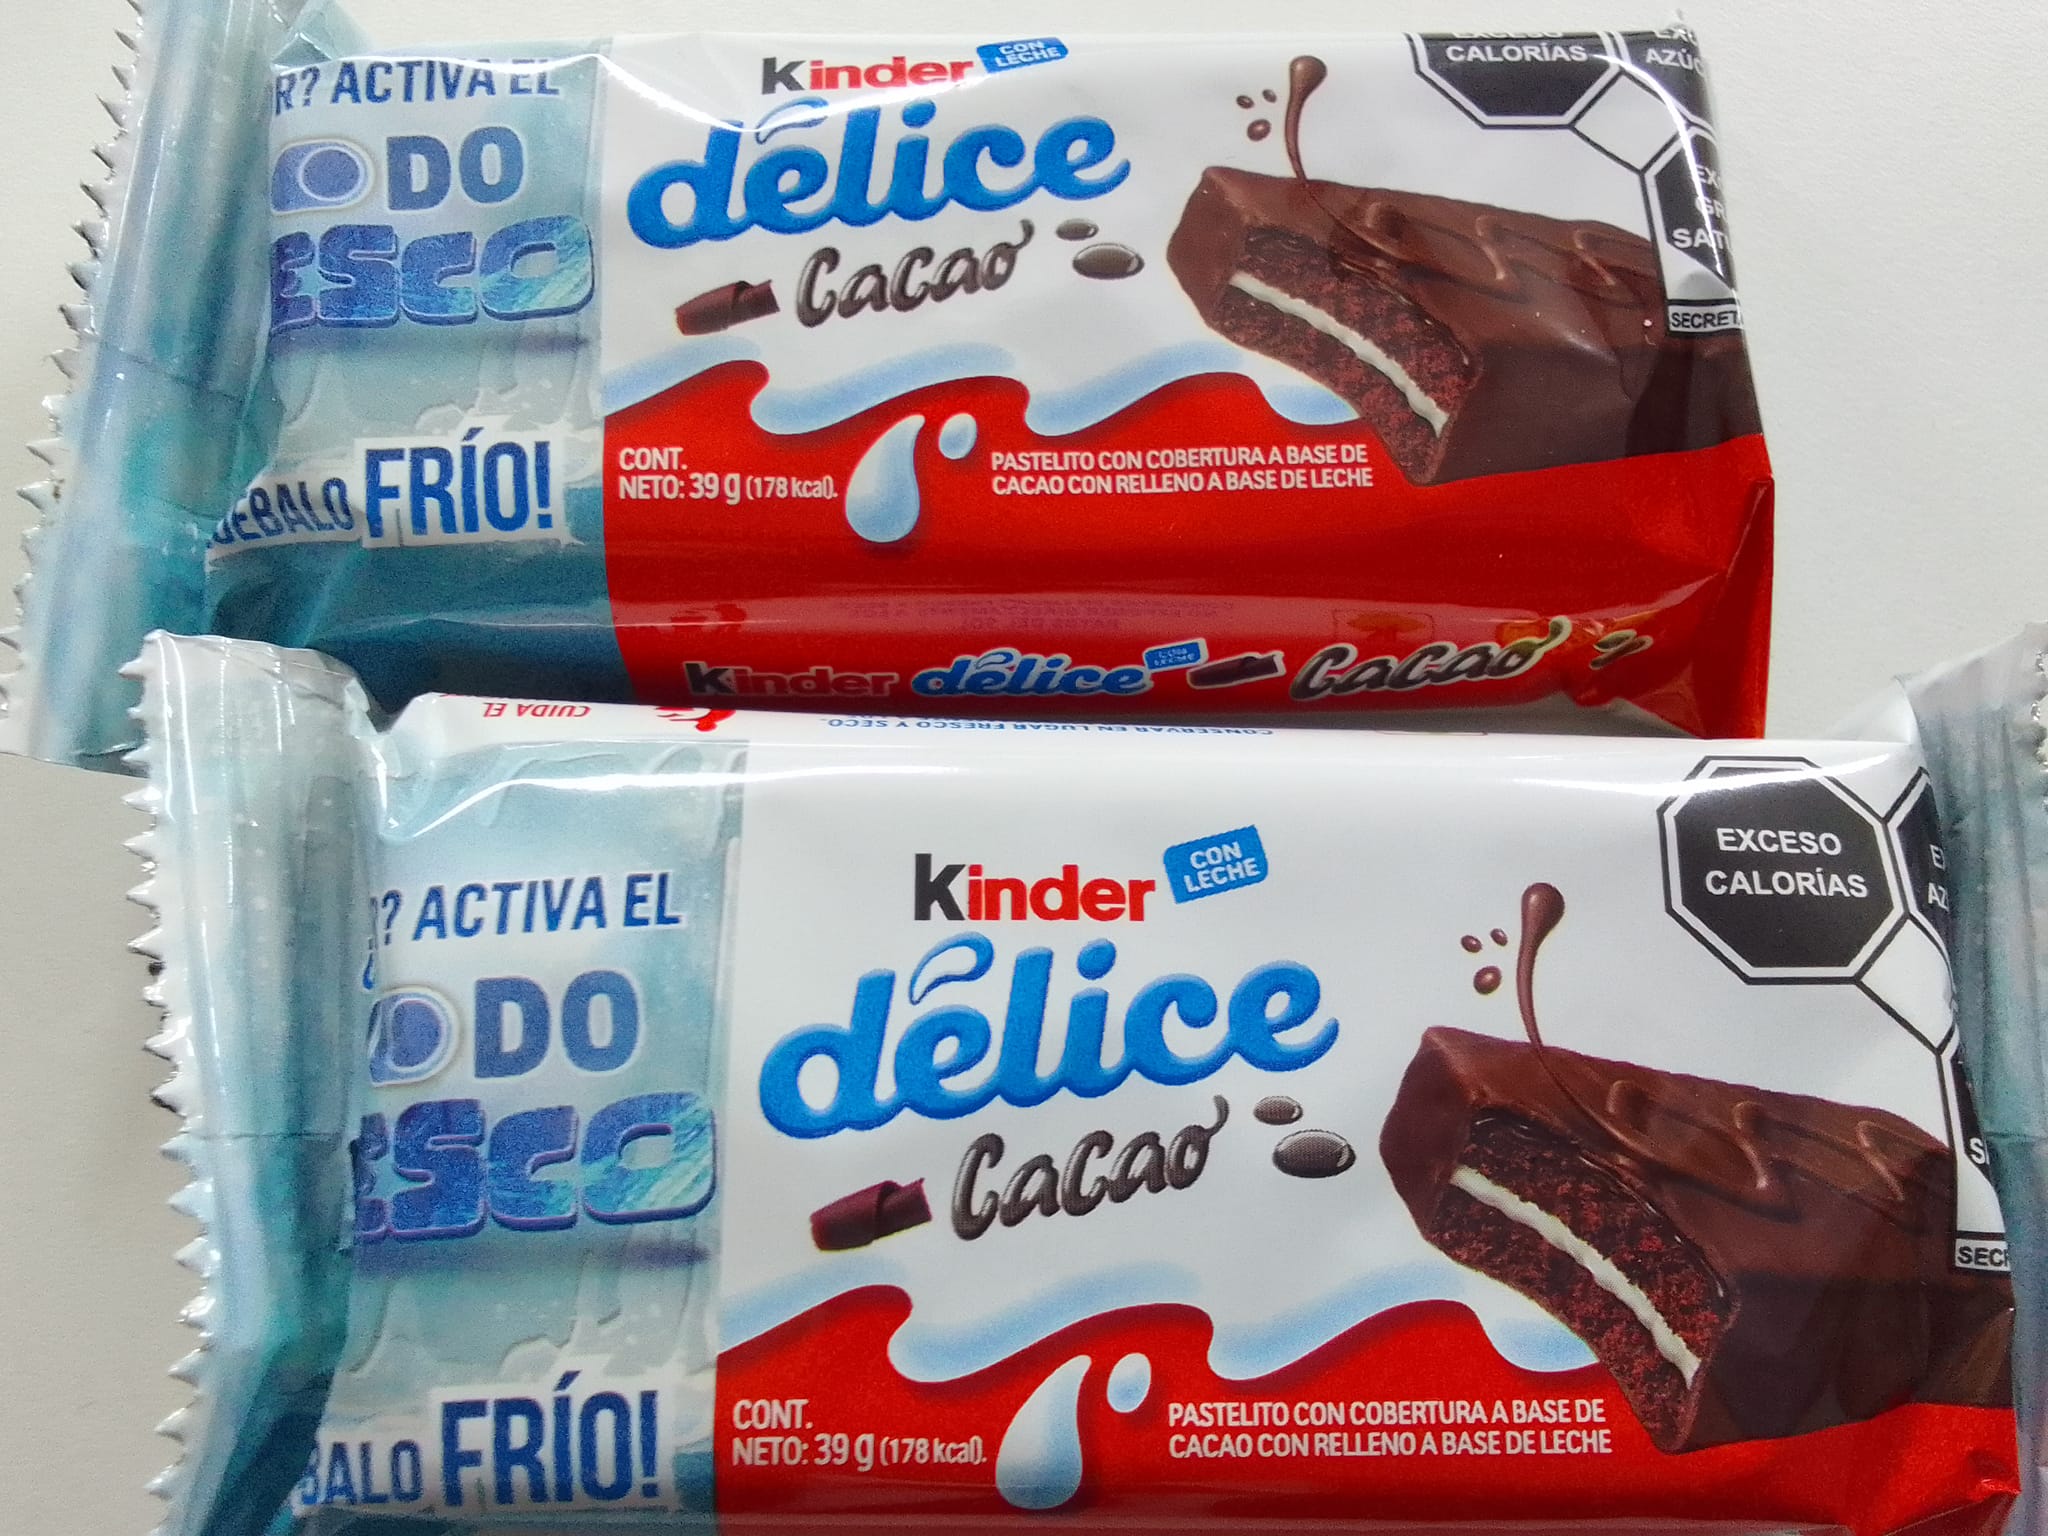 ACTIVA EL
DO
FRÍO!
Kinder
CON
LECHE
délice
Cacao
CONT.
NETO: 39 g (178 kcal).
PASTELITO CON COBERTURA A BASE DE
CACAO CON RELLENO A BASE DE LECHE
EXCESO
CALORÍAS
Kinder délice CON LECHE Cacao
CUIDA EL
CONSERVAR EN LUGAR FRESCO Y SECO.
ACTIVA EL
DO
FRÍO!
Kinder
CON
LECHE
délice
Cacao
CONT.
NETO: 39 g (178 kcal).
PASTELITO CON COBERTURA A BASE DE
CACAO CON RELLENO A BASE DE LECHE
EXCESO
CALORÍAS